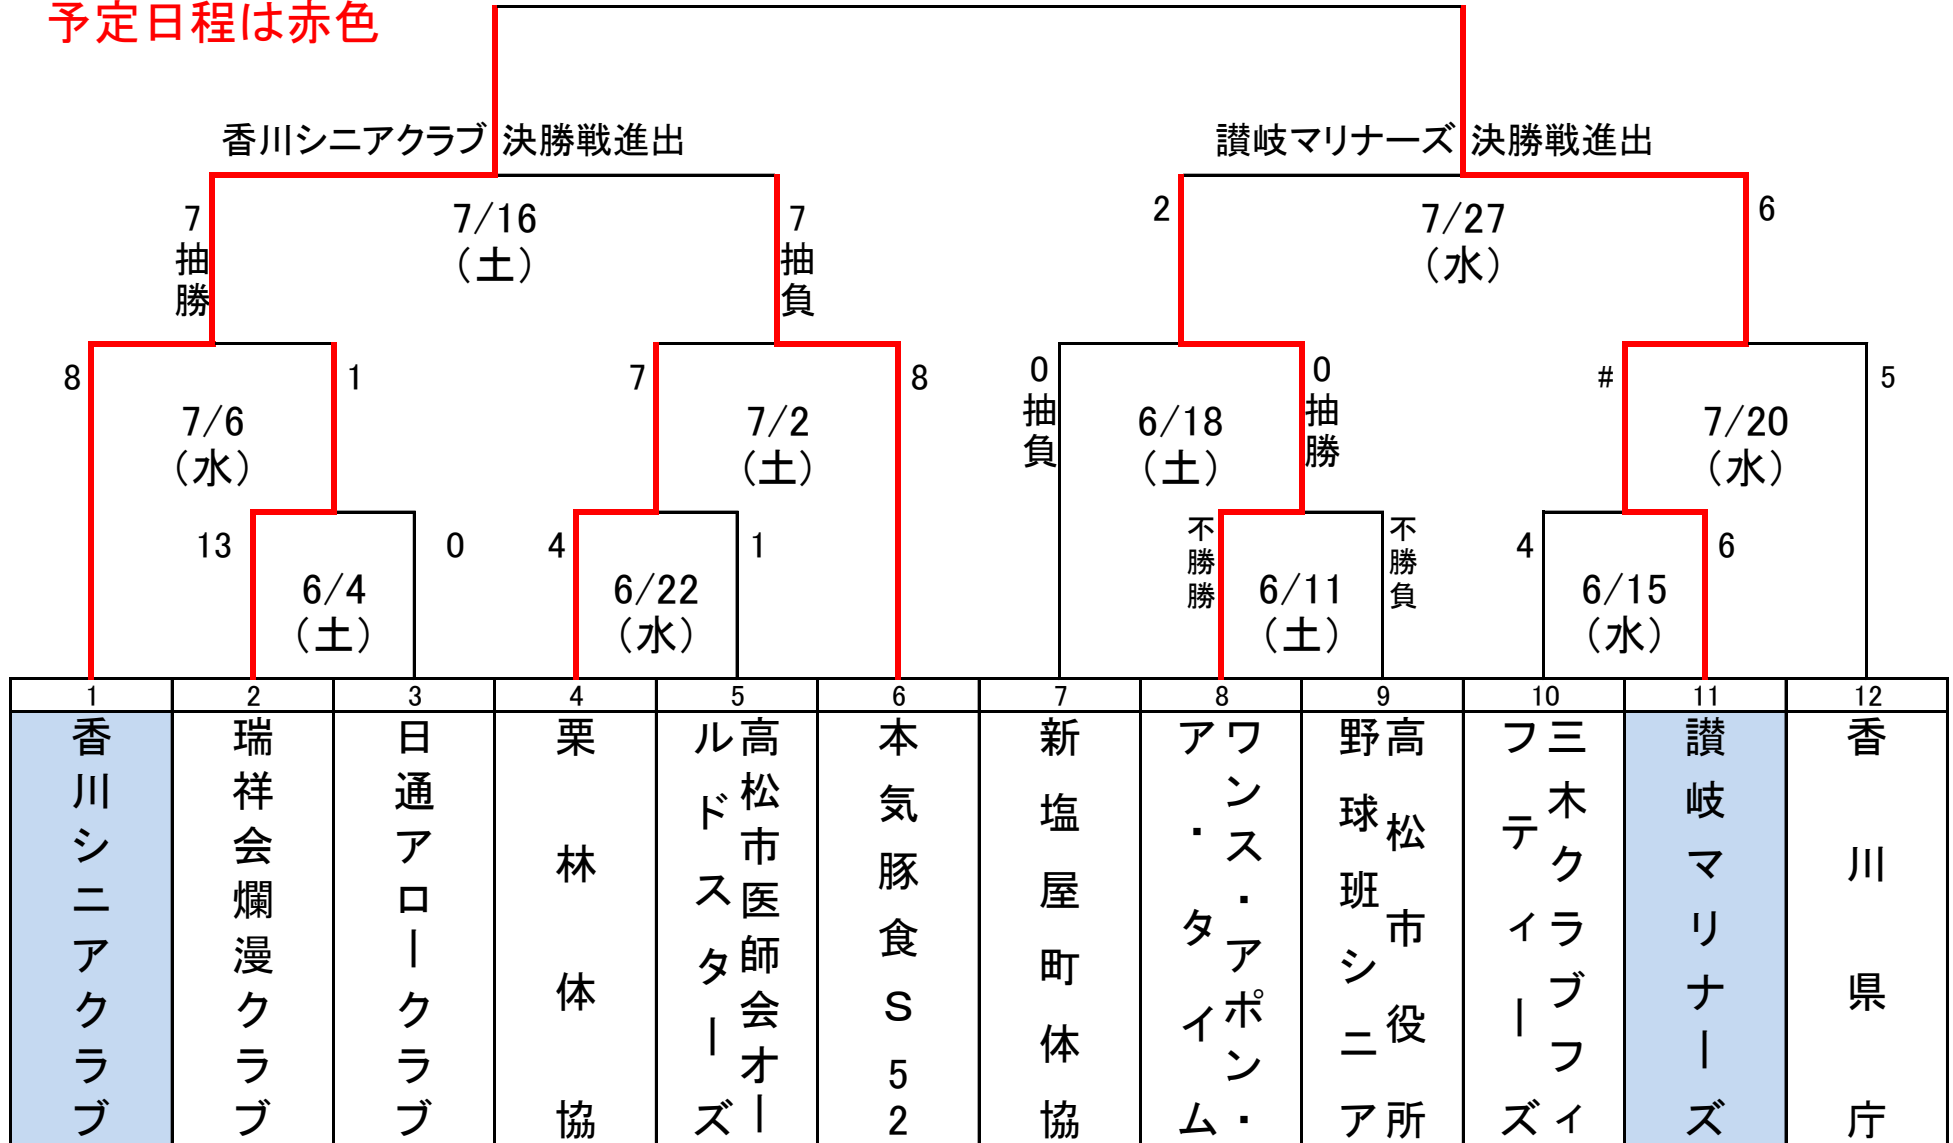 予定日程は赤色
香川シニアクラブ 決勝戦進出
讃岐マリナーズ 決勝戦進出
7抽勝
7/16
(土)
7抽負
2
7/27
(水)
6
8
7/6
(水)
1
7
7/2
(土)
8
0抽負
6/18
(土)
0抽勝
#
7/20
(水)
5
13
6/4
(土)
0
4
6/22
(水)
1
不勝勝
6/11
(土)
不勝負
4
6/15
(水)
6
1
2
3
4
5
6
7
8
9
10
11
12
香川シニアクラブ
瑞祥会爛漫クラブ
日通アロークラブ
栗林体協
高松市医師会オー
ルドスターズ
本気豚食S52
新塩屋町体協
ワンス・アポン・
ア・タイム
高松市役所
野球班シニア
三木クラブフィ
フティーズ
讃岐マリナーズ
香川県庁